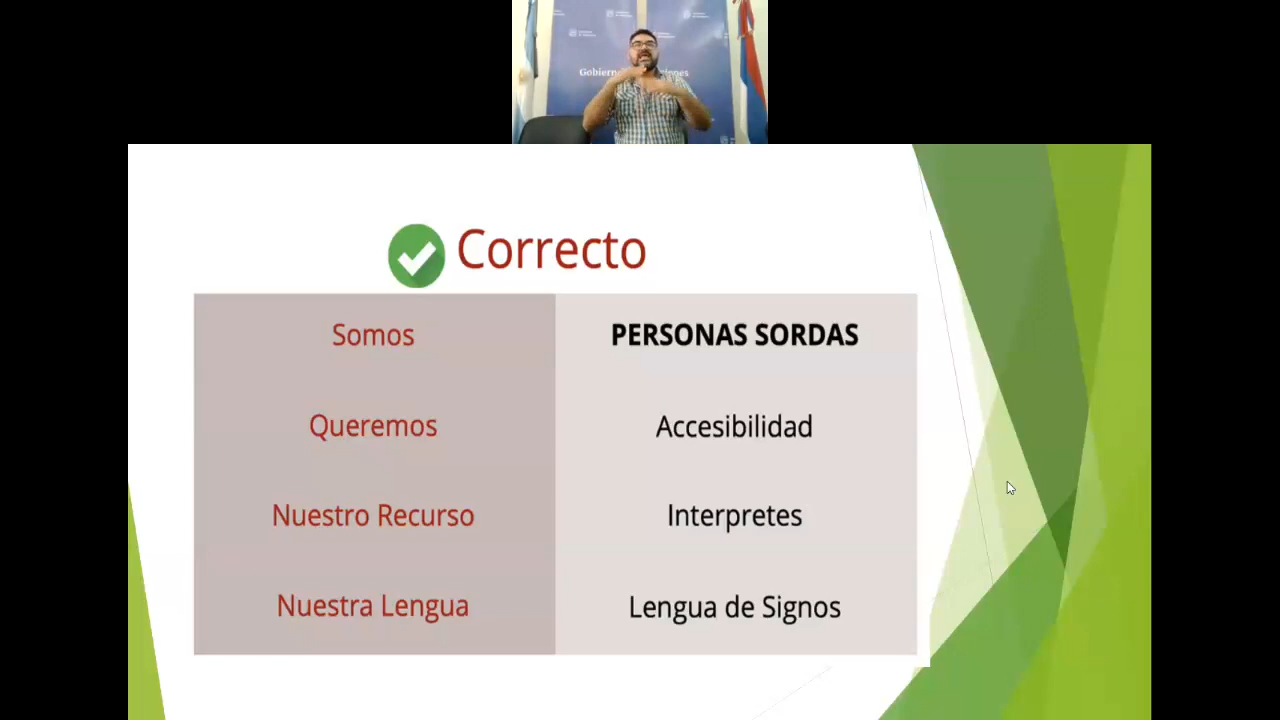 Correcto
Somos PERSONAS SORDAS
Queremos Accesibilidad
Nuestro Recurso Interpretes
Nuestra Lengua Lengua de Signos